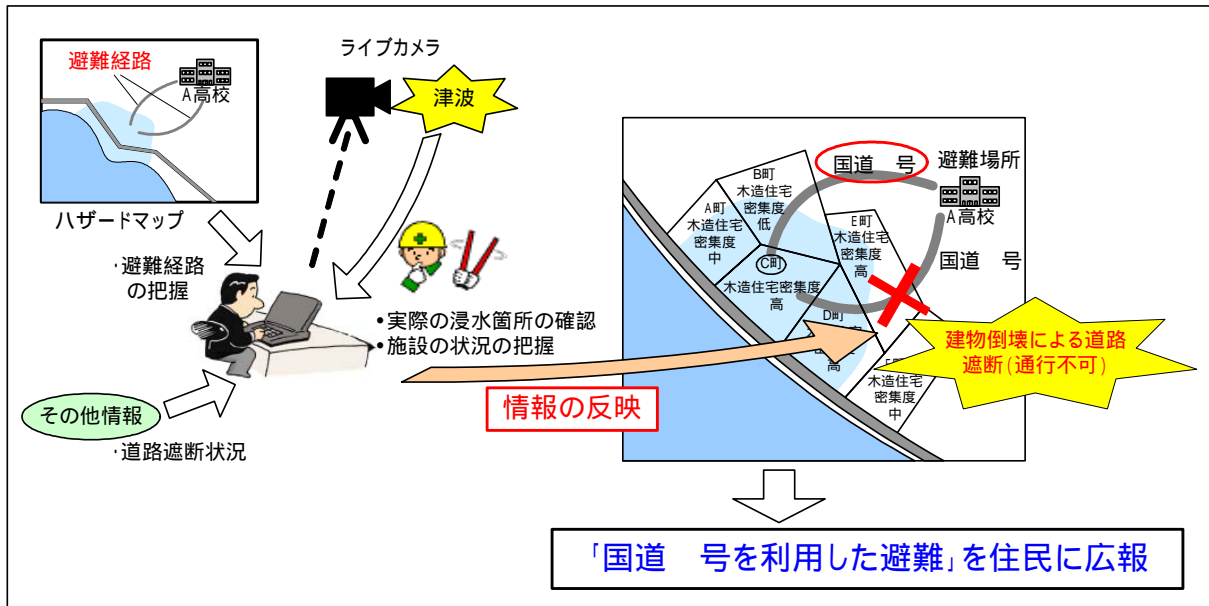 避難経路
A高校
ハザードマップ
ライブカメラ
津波
・避難経路
の把握
•実際の浸水箇所の確認
•施設の状況の把握
その他情報
・道路遮断状況
情報の反映
国道　号
避難場所
A高校
国道　号
B町
木造住宅
密集度
低
A町
木造住宅
密集度
中
E町
木造住宅
密集度
高
C町
木造住宅密集度
高
D町
高
木造住宅
密集度
中
建物倒壊による道路
遮断(通行不可)
「国道　号を利用した避難」を住民に広報